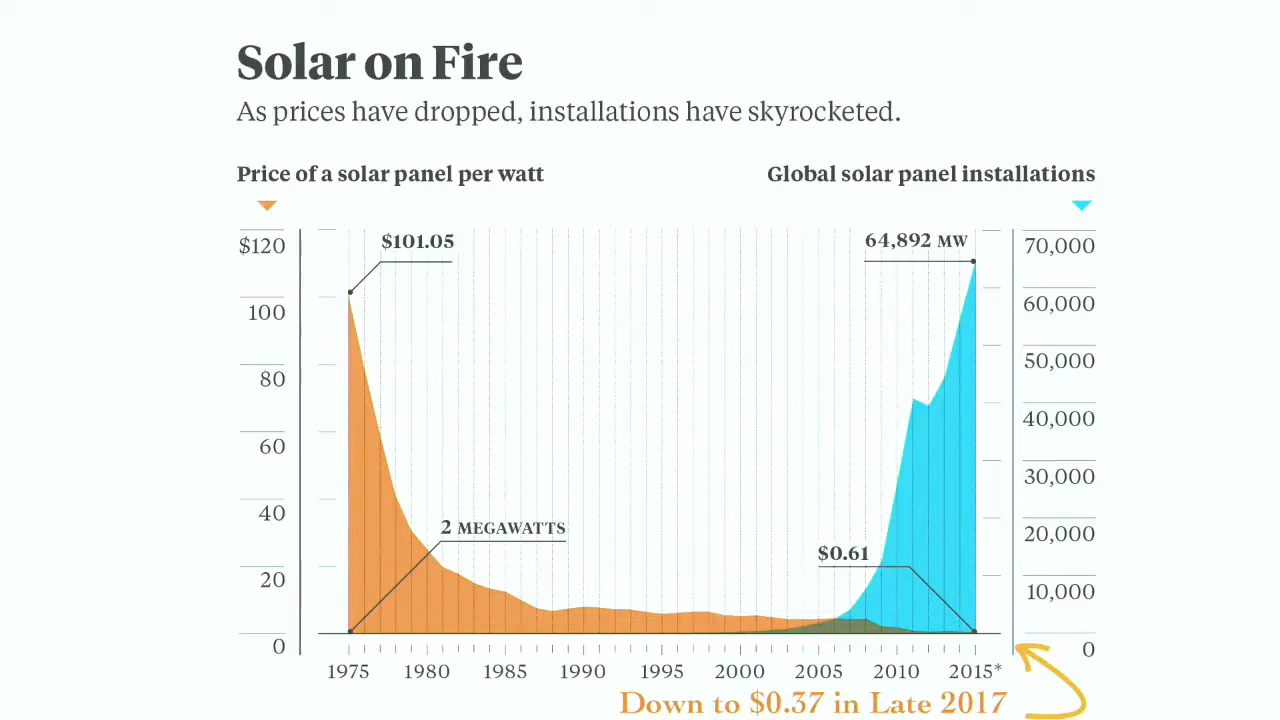 Solar on Fire
As prices have dropped, installations have skyrocketed.
Price of a solar panel per watt
Global solar panel installations
$120
$101.05
64,892 MW
70,000
100
60,000
80
50,000
60
40,000
40
30,000
2 MEGAWATTS
20,000
$0.61
20
10,000
0
0
1975 1980 1985 1990 1995 2000 2005 2010 2015*
Down to $0.37 in Late 2017